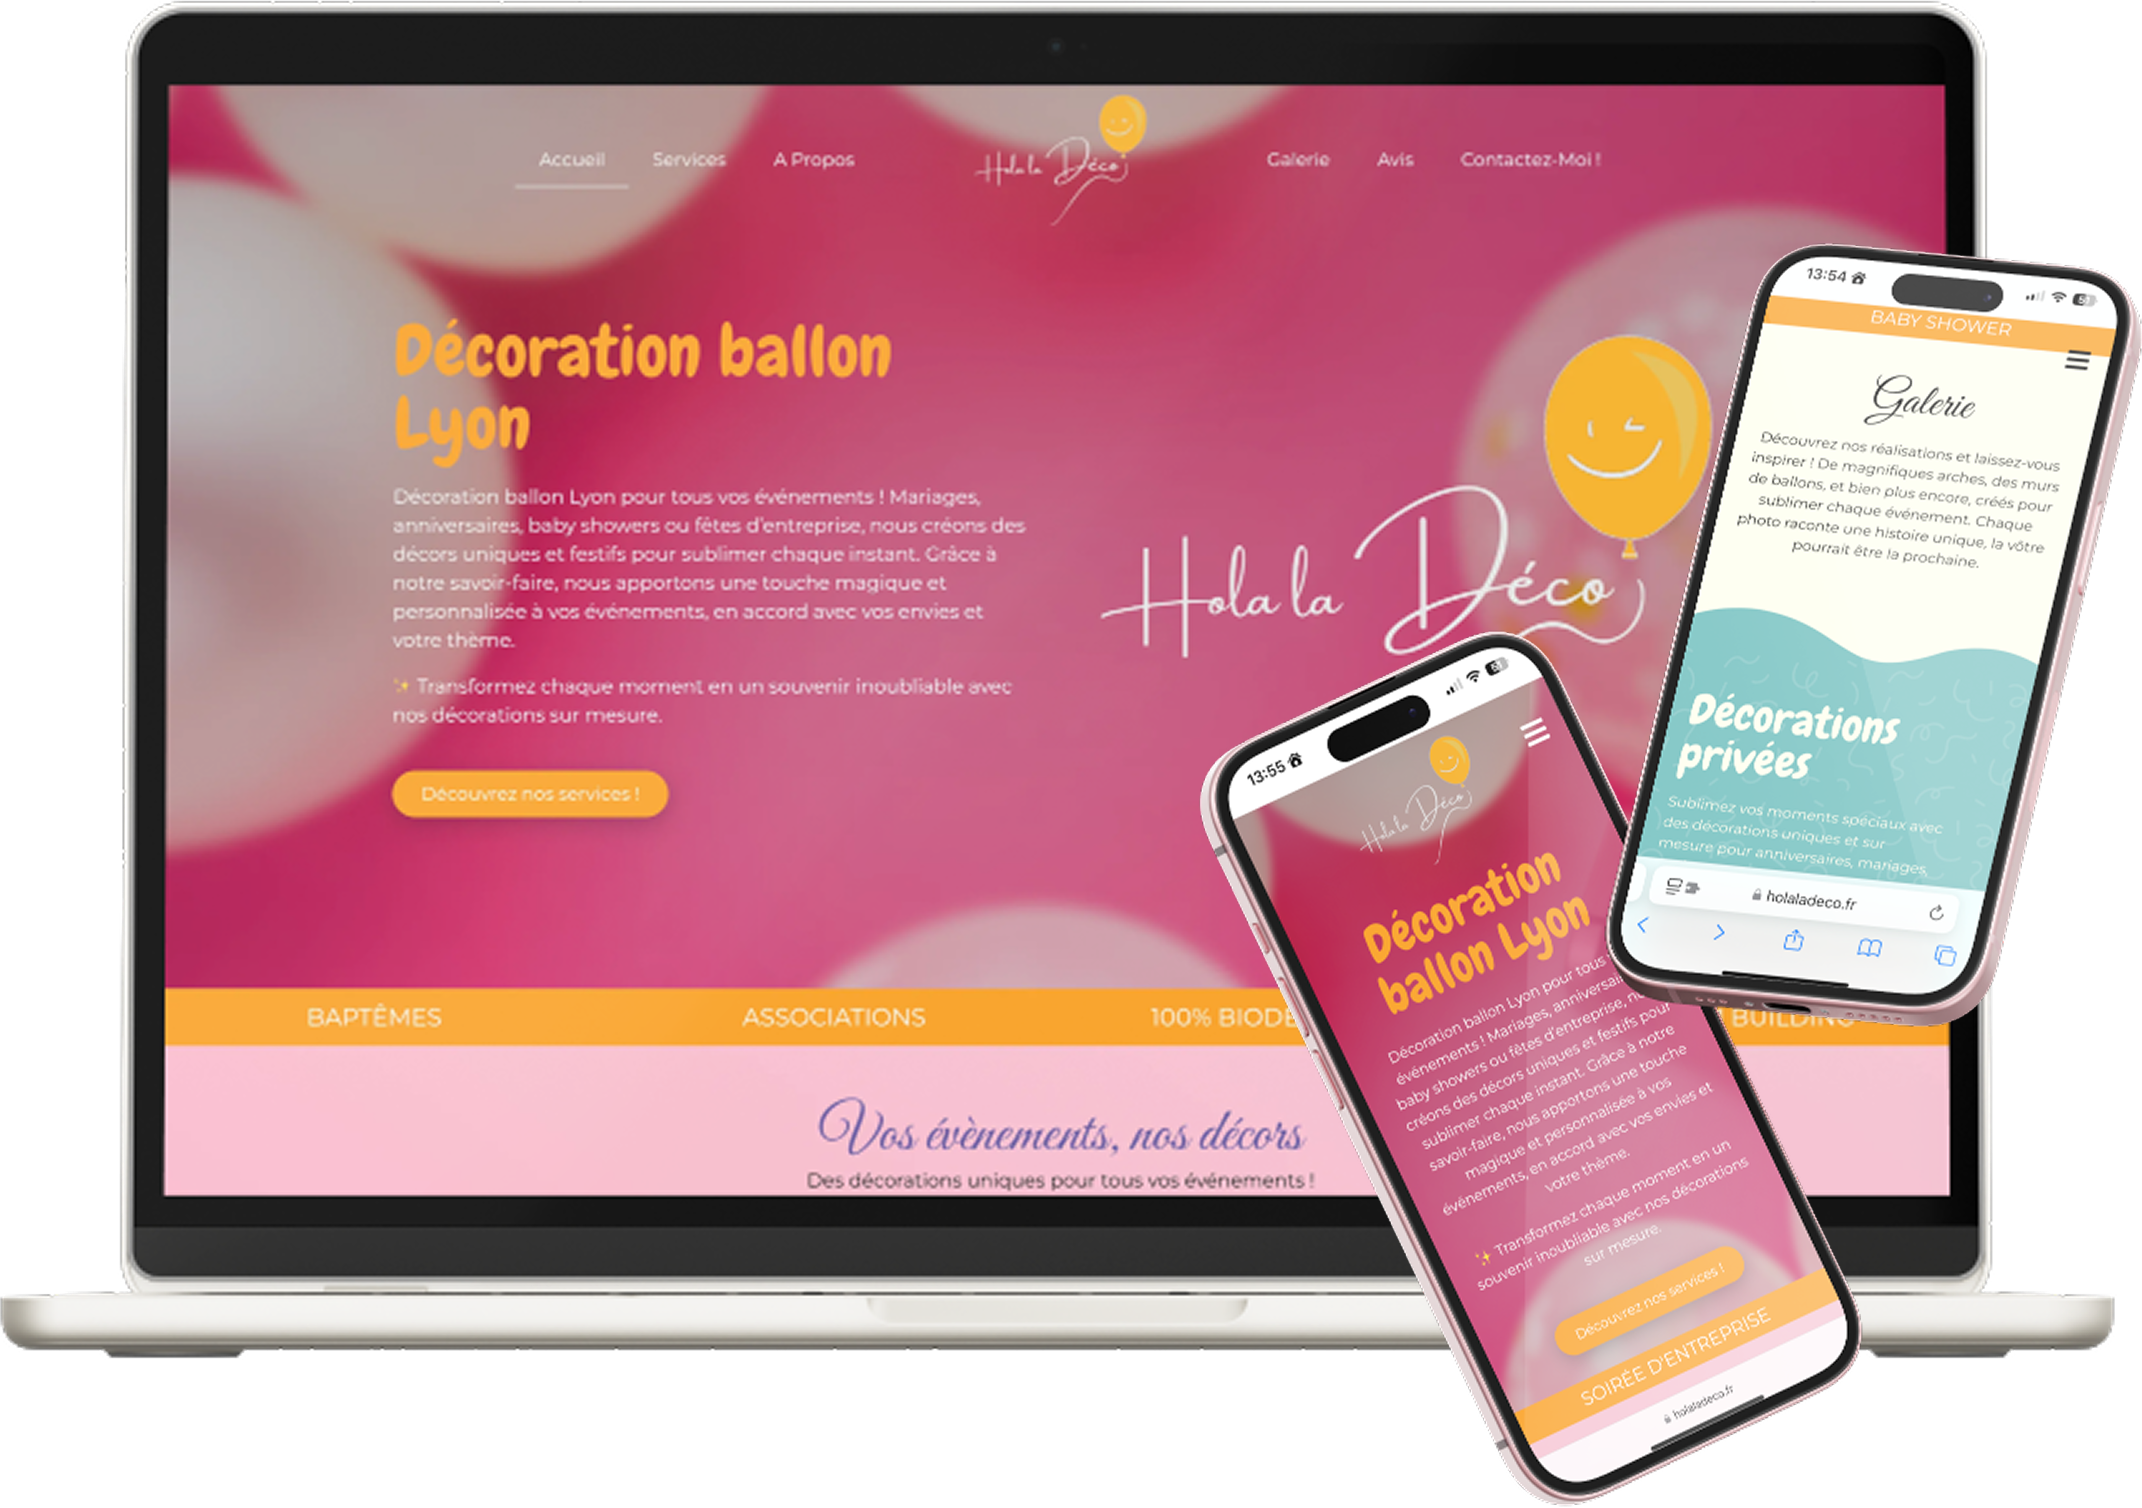 Accueil Services A Propos Hola la Déco Galerie Avis Contactez-Moi !
Décoration ballon
Lyon
Décoration ballon Lyon pour tous vos événements ! Mariages,
anniversaires, baby showers ou fêtes d'entreprise, nous créons des
décors uniques et festifs pour sublimer chaque instant. Grâce à
notre savoir-faire, nous apportons une touche magique et
personnalisée à vos événements, en accord avec vos envies et
votre thème.
✨ Transformez chaque moment en un souvenir inoubliable avec
nos décorations sur mesure.
Découvrez nos services !
Hola la Déco
BAPTÊMES ASSOCIATIONS 100% BUILDING
Vos évènements, nos décors
Des décorations uniques pour tous vos événements !
13:55
Hola la Déco
Décoration
ballon Lyon
Décoration ballon Lyon pour tous
événements ! Mariages,
baby showers ou fêtes d'entreprise,
créons des décors uniques et festifs pour
sublimer chaque instant. Grâce à notre
savoir-faire, nous apportons une touche
magique et personnalisée à vos
événements, en accord avec vos envies et
votre thème.
✨ Transformez chaque moment en un
souvenir inoubliable avec nos décorations
sur mesure.
Découvrez nos services !
SOIRÉE D'ENTREPRISE
holaladeco.fr
13:54
BABY SHOWER
Galerie
Découvrez nos réalisations et laissez-vous
inspirer ! De magnifiques arches, des murs
de ballons, et bien plus encore, créés pour
sublimer chaque événement. Chaque
photo raconte une histoire unique, la vôtre
pourrait être la prochaine.
Décorations
privées
Sublimez vos moments spéciaux avec
des décorations uniques et sur
mesure pour anniversaires, mariages,
holaladeco.fr